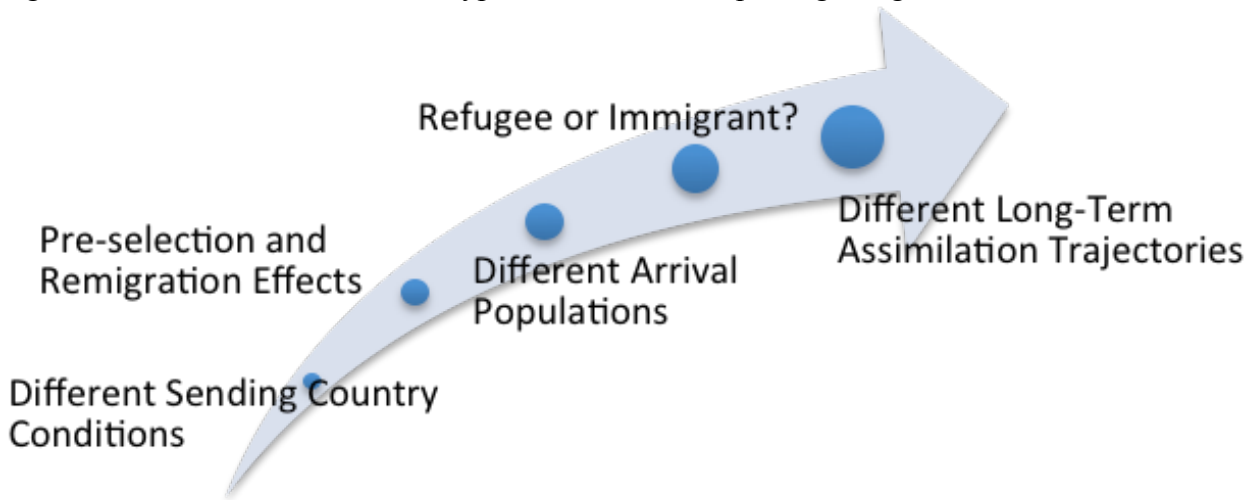 Refugee or Immigrant?
Different Long-Term
Assimilation Trajectories
Pre-selection and
Remigration Effects
Different Arrival
Populations
Different Sending Country
Conditions